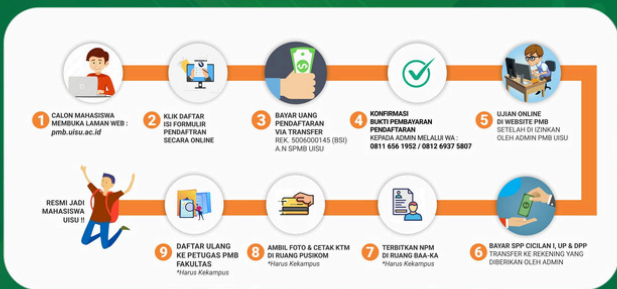 1 CALON MAHASISWA
MEMBUKA LAMAN WEB :
pmb.uisu.ac.id
2 KLIK DAFTAR
ISI FORMULIR
PENDAFTRAN
SECARA ONLINE
3 BAYAR UANG
PENDAFTARAN
VIA TRANSFER
REK. 5006000145 (BSI)
A.N SPMB UISU
4 KONFIRMASI
BUKTI PEMBAYARAN
PENDAFTARAN
KEPADA ADMIN MELALUI WA :
0811 656 1952 / 0812 6937 5807
5 UJIAN ONLINE
DI WEBSITE PMB
SETELAH DI IZINKAN
OLEH ADMIN PMB UISU
6 BAYAR SPP CICILAN I, UP & DPP
TRANSFER KE REKENING YANG
DIBERIKAN OLEH ADMIN
7 TERBITKAN NPM
DI RUANG BAA-KA
*Harus Kekampus
8 AMBIL FOTO & CETAK KTM
DI RUANG PUSIKOM
*Harus Kekampus
9 DAFTAR ULANG
KE PETUGAS PMB
FAKULTAS
*Harus Kekampus
RESMI JADI
MAHASISWA
UISU !!